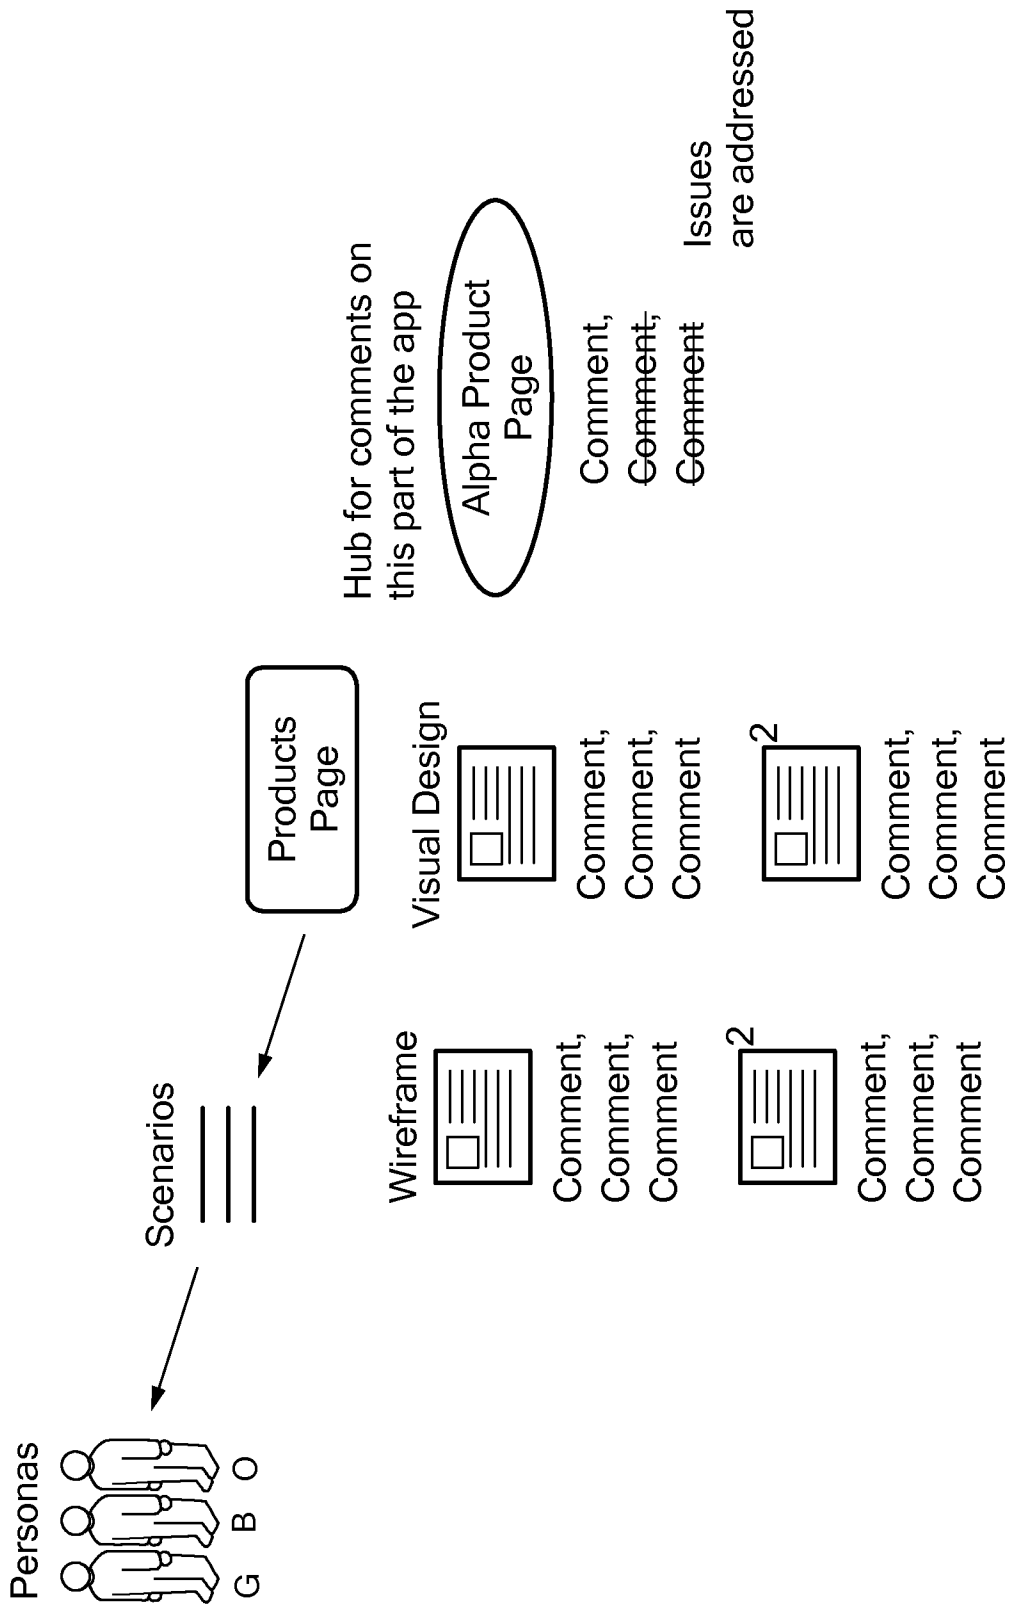 Personas
G B O
Scenarios
Products
Page
Hub for comments on
this part of the app
Alpha Product
Page
Comment,
Comment,
Comment
Issues
are addressed
Wireframe
Comment,
Comment,
Comment
2
Comment,
Comment,
Comment
Visual Design
Comment,
Comment,
Comment
2
Comment,
Comment,
Comment